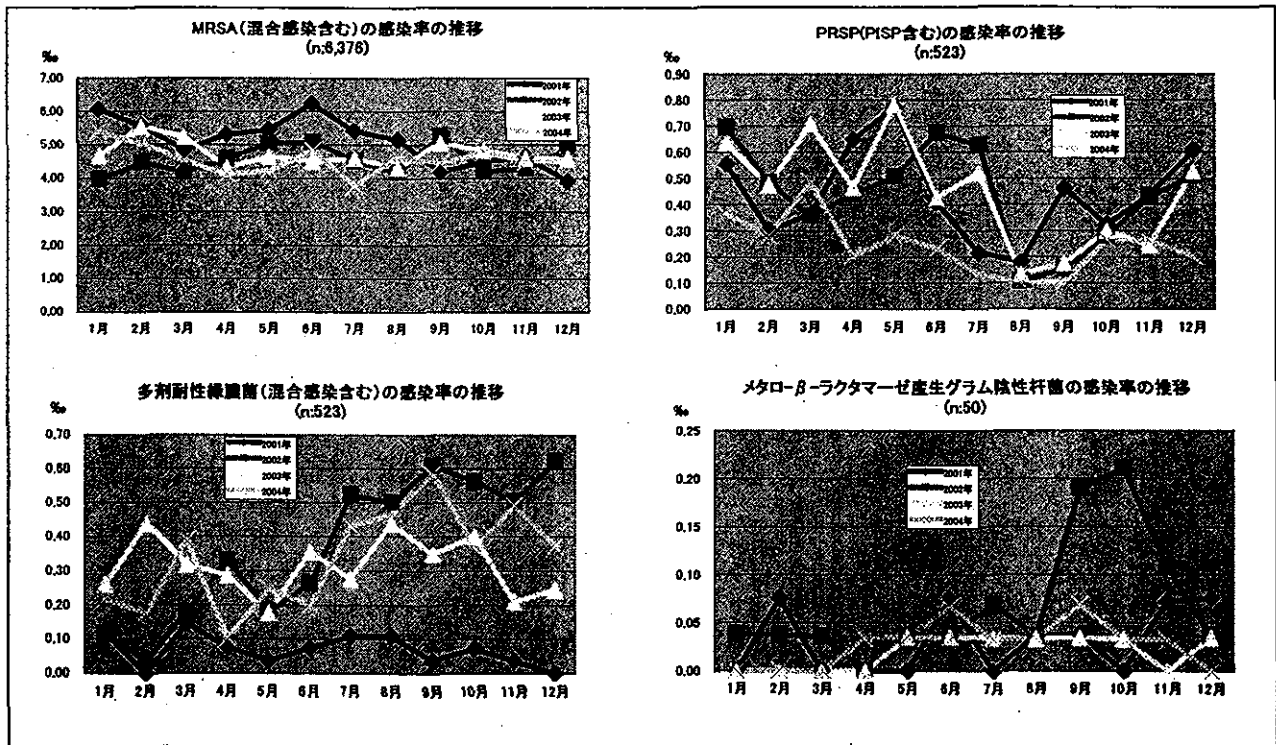 MRSA(混合感染含む)の感染率の推移
(n:6,376)
‰
7.00
6.00
5.00
4.00
3.00
2.00
1.00
0.00
2001年
2002年
2003年
2004年
1月 2月 3月 4月 5月 6月 7月 8月 9月 10月 11月 12月
PRSP(PISP含む)の感染率の推移
(n:523)
‰
0.90
0.80
0.70
0.60
0.50
0.40
0.30
0.20
0.10
0.00
2001年
2002年
2003年
2004年
1月 2月 3月 4月 5月 6月 7月 8月 9月 10月 11月 12月
多剤耐性緑膿菌(混合感染含む)の感染率の推移
(n:523)
‰
0.70
0.60
0.50
0.40
0.30
0.20
0.10
0.00
2001年
2002年
2003年
2004年
1月 2月 3月 4月 5月 6月 7月 8月 9月 10月 11月 12月
メタロ-β-ラクタマーゼ産生グラム陰性杆菌の感染率の推移
(n:50)
‰
0.25
0.20
0.15
0.10
0.05
0.00
2001年
2002年
2003年
2004年
1月 2月 3月 4月 5月 6月 7月 8月 9月 10月 11月 12月